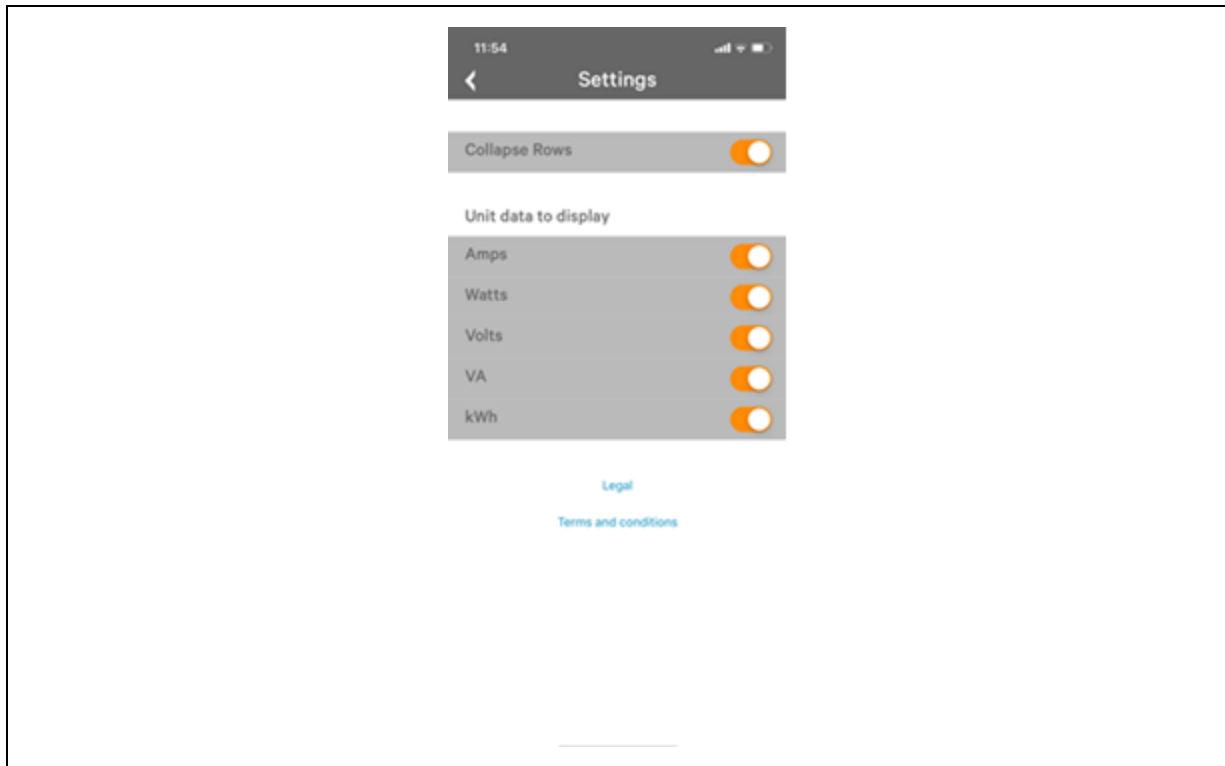 11:54
Settings
Collapse Rows
Unit data to display
Amps
Watts
Volts
VA
kWh
Legal
Terms and conditions